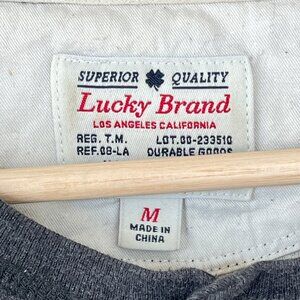 SUPERIOR QUALITY
Lucky Brand
LOS ANGELES CALIFORNIA
REG. T.M. LOT.00-233510
REF.08-LA DURABLE GOODS
M
MADE IN
CHINA